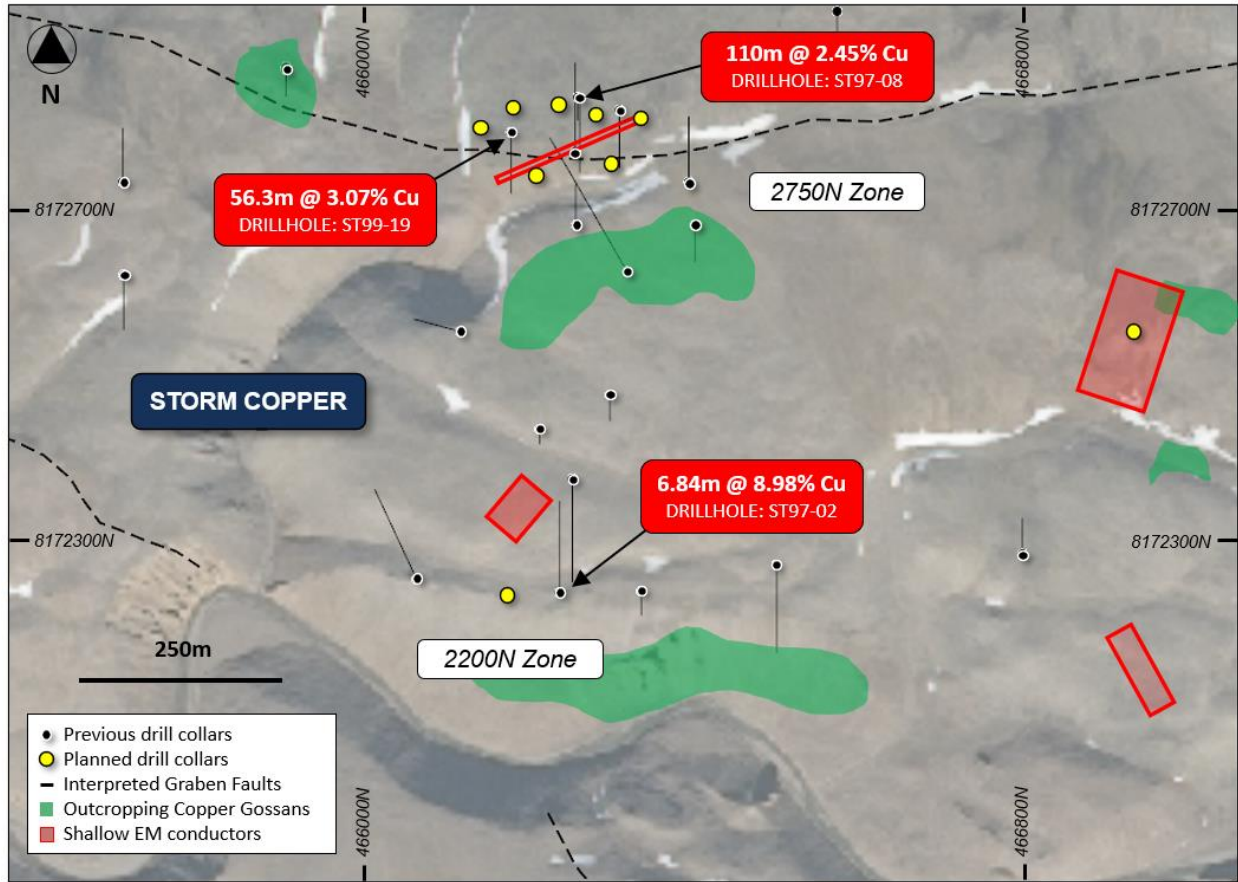 466000N
466800N
110m @ 2.45% Cu
DRILLHOLE: ST97-08
N
56.3m @ 3.07% Cu
DRILLHOLE: ST99-19
2750N Zone
8172700N
8172700N
STORM COPPER
6.84m @ 8.98% Cu
DRILLHOLE: ST97-02
8172300N
8172300N
2200N Zone
250m
Previous drill collars
Planned drill collars
Interpreted Graben Faults
Outcropping Copper Gossans
Shallow EM conductors
466000N
466800N